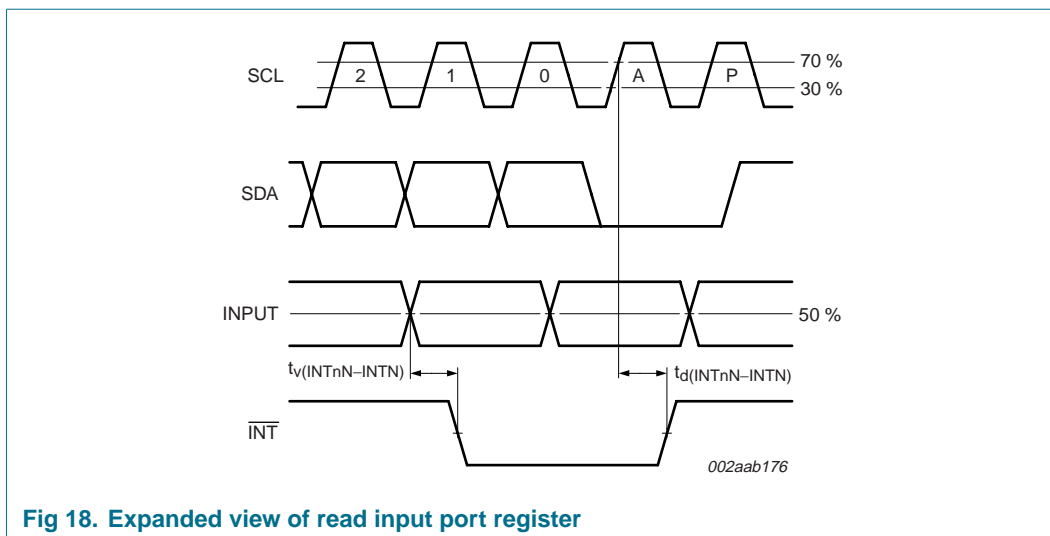 SCL 2 1 0 A P 70 %
30 %
SDA
INPUT 50 %
tv(INTnN–INTN) td(INTnN–INTN)
INT
002aab176
Fig 18. Expanded view of read input port register